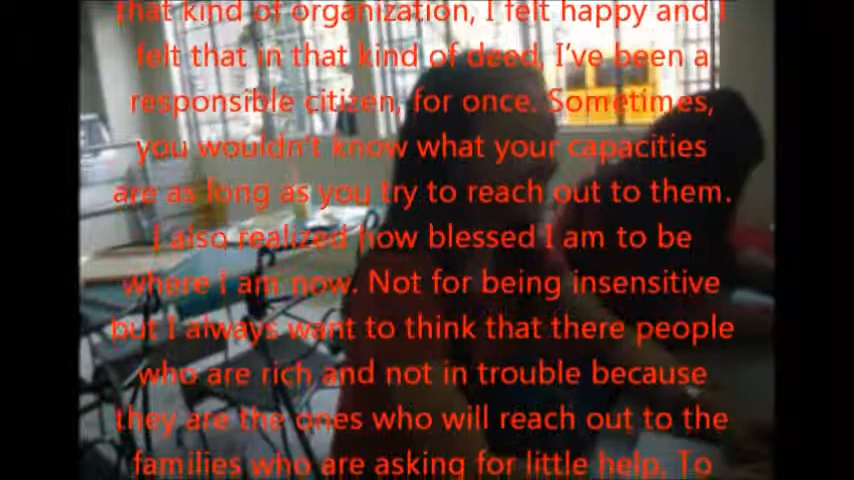 that kind of organization, I felt happy and I
felt that in that kind of deed, I've been a
responsible citizen, for once. Sometimes,
you wouldn't know what your capacities
are as long as you try to reach out to them.
I also realized how blessed I am to be
where I am now. Not for being insensitive
but I always want to think that there people
who are rich and not in trouble because
they are the ones who will reach out to the
families who are asking for little help. To